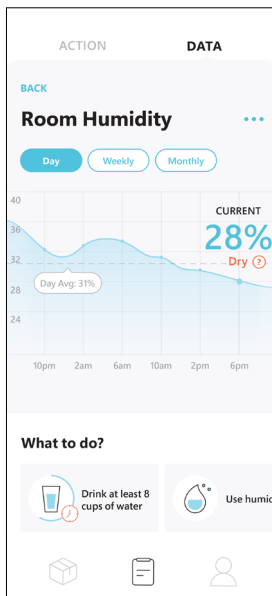 ACTION DATA
BACK
Room Humidity
Day Weekly Monthly
40
CURRENT
36
28%
32
Dry ?
Day Avg: 31%
28
24
10pm 2am 6am 10am 2pm 6pm
What to do?
Drink at least 8
cups of water
Use humid